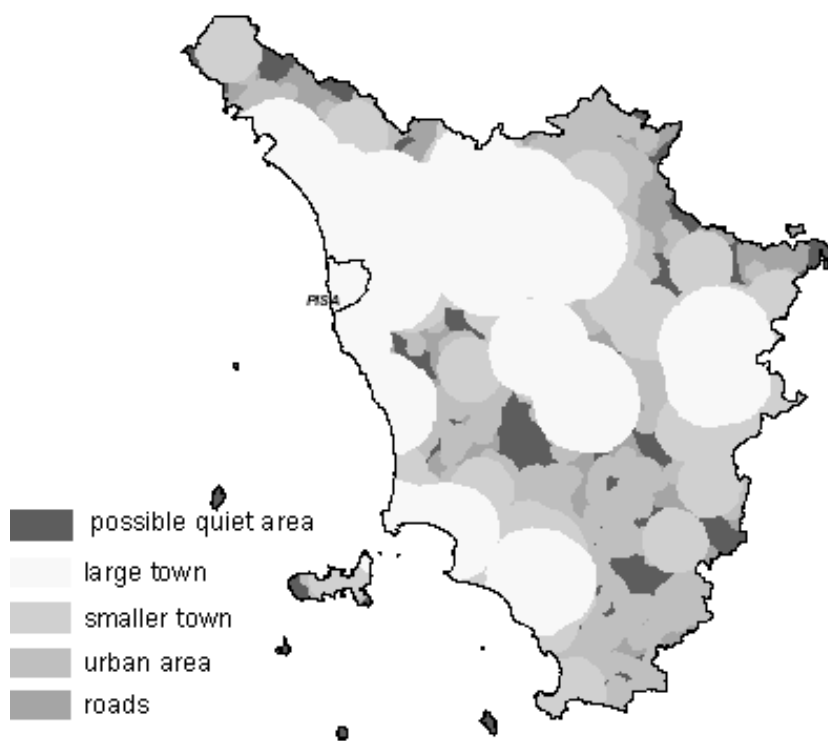 PISA
possible quiet area
large town
smaller town
urban area
roads